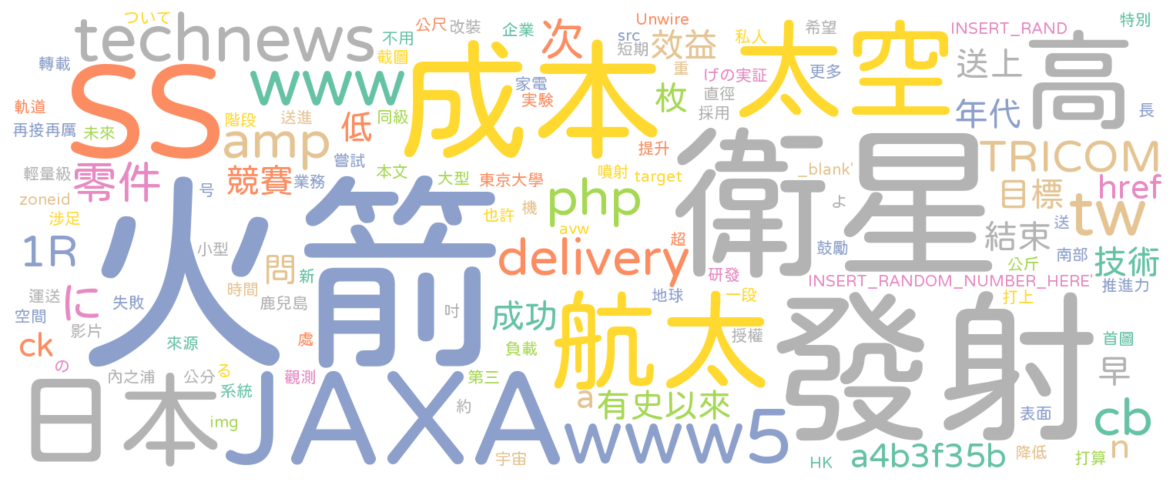 technews
ついて
不用
公尺
改裝
企業
次
Unwire
src
短期
效益
私人
希望
INSERT_RAND
特別
轉載
截圖
www
成本
家電
実験
重
げの実証
更多
太空
送上
高
軌道
再接再厲
未來
SS
階段
送進
amp
低
同級
枚
直徑
採用
年代
長
輕量級
零件
競賽
業務
嘗試
本文
大型
東京大學
提升
噴射
target
_blank'
TRICOM
zoneid
涉足
号
也許
機
php
衛星
よ
目標
href
tw
1R
火箭
小型
問
新
avw
delivery
超
鼓勵
結束
送
南部
技術
公斤
運送
空間
に
影片
失敗
時間
鹿兒島
吋
研發
地球
一段
INSERT_RANDOM_NUMBER_HERE'
打上
推進力
ck
の
來源
處
成功
負載
航太
授權
發射
首圖
早
日本
內之浦
公分
る
系統
觀測
JAXA
第三
約
a
有史以來
img
宇宙
www5
HK
a4b3f35b
表面
降低
cb
n
打算